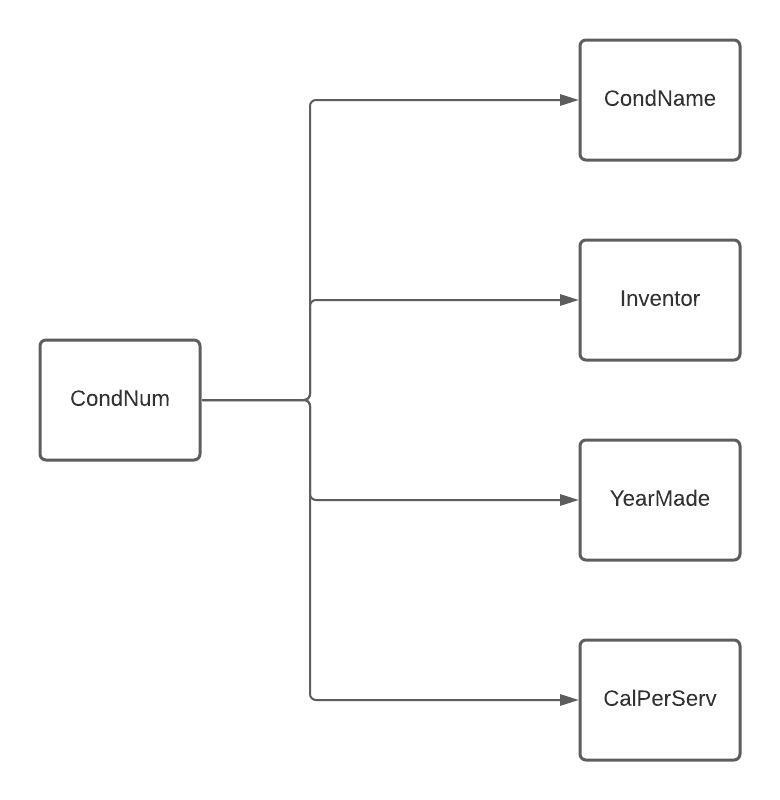 CondName
Inventor
CondNum
YearMade
CalPerServ